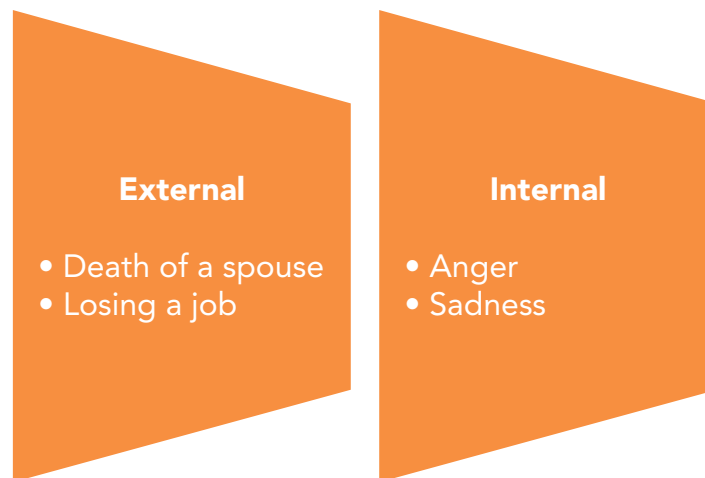 External
• Death of a spouse
• Losing a job
Internal
• Anger
• Sadness